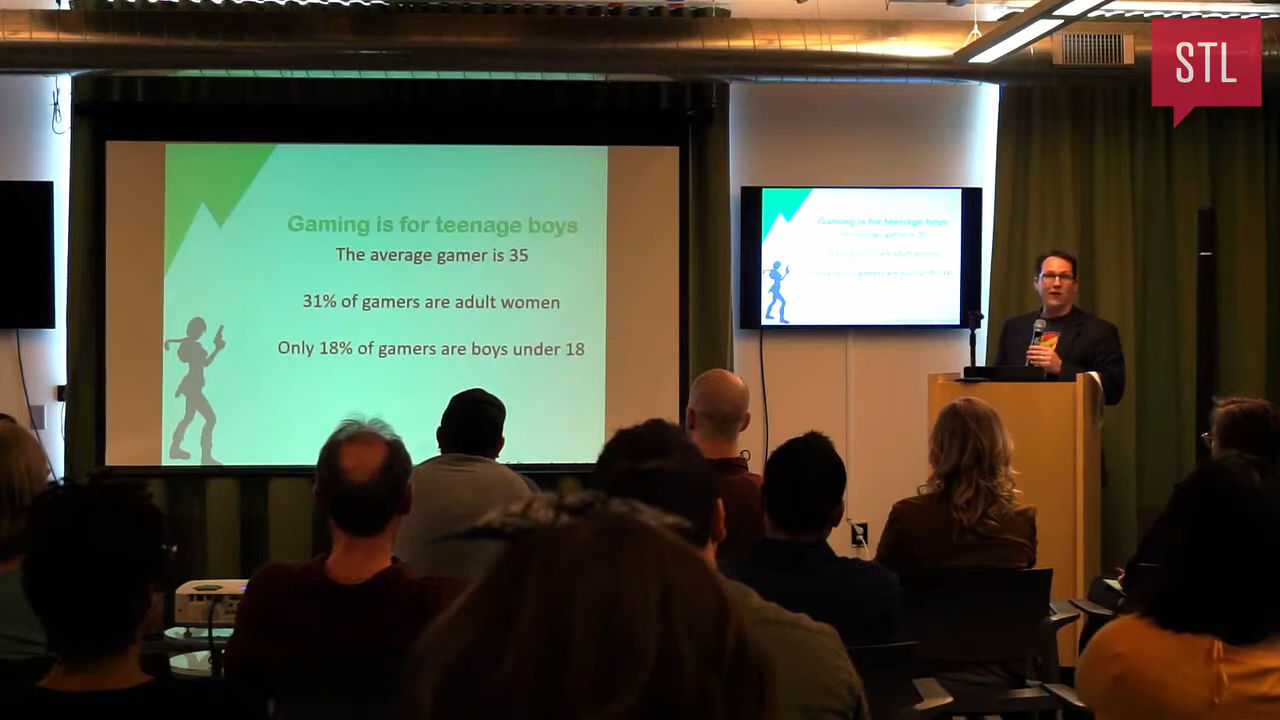 Gaming is for teenage boys
The average gamer is 35
31% of gamers are adult women
Only 18% of gamers are boys under 18
Gaming is for teenage boys
STL